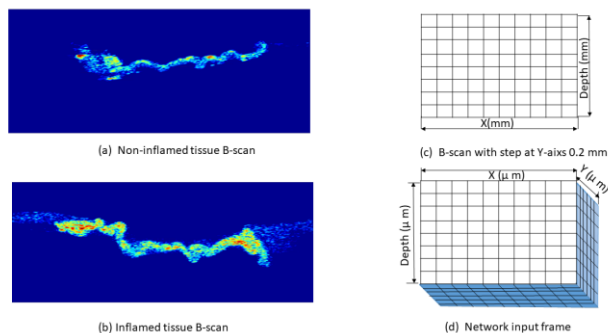 (a) Non-inflamed tissue B-scan
(b) Inflamed tissue B-scan
Depth (mm)
X(mm)
(c) B-scan with step at Y-aixs 0.2 mm
X (μ m)
Y (μ m)
Depth (μ m)
(d) Network input frame